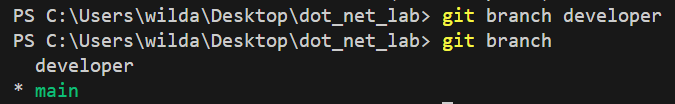 PS C:\Users\wilda\Desktop\dot_net_lab> git branch developer
PS C:\Users\wilda\Desktop\dot_net_lab> git branch
  developer
* main